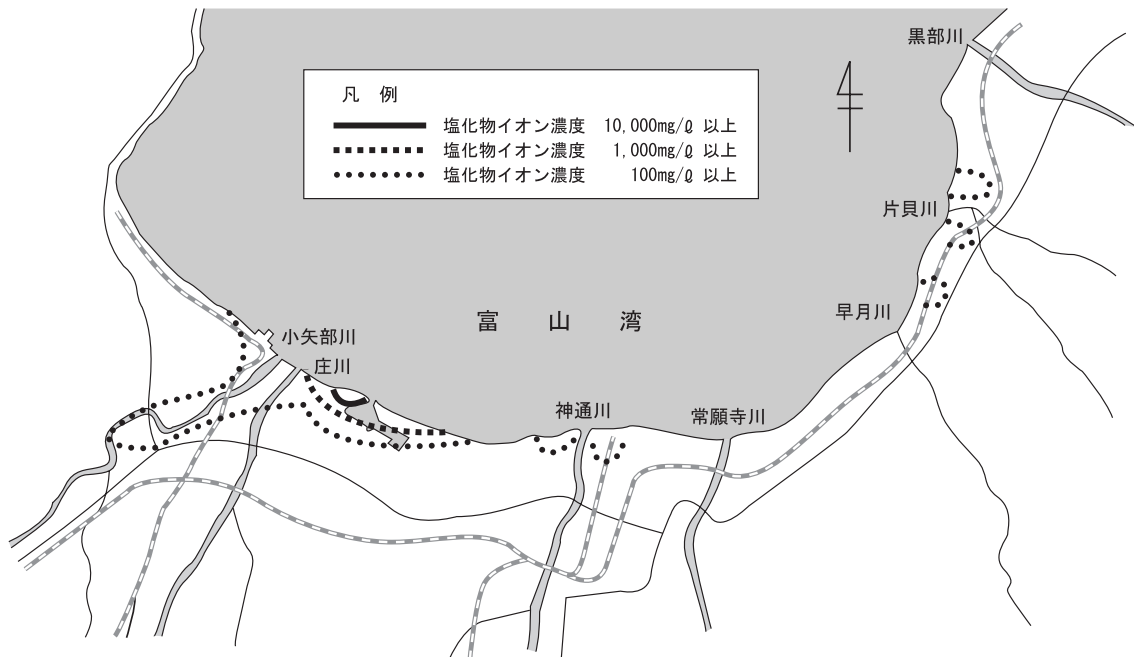 黒部川
凡 例
塩化物イオン濃度 10,000mg/ℓ 以上
塩化物イオン濃度 1,000mg/ℓ 以上
塩化物イオン濃度 100mg/ℓ 以上
片貝川
早月川
富 山 湾
小矢部川
庄川
神通川
常願寺川